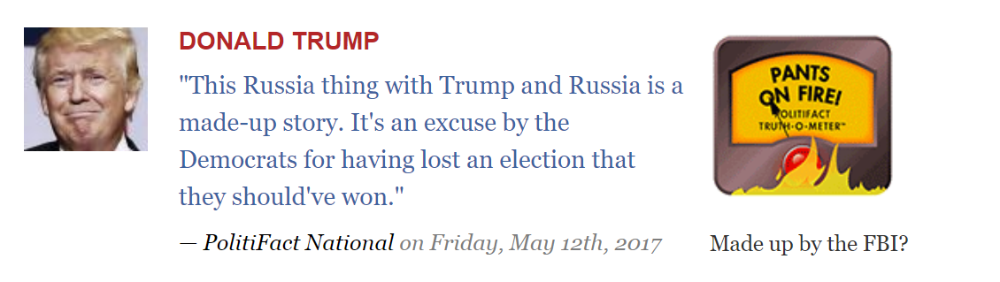 DONALD TRUMP
"This Russia thing with Trump and Russia is a
made-up story. It's an excuse by the
Democrats for having lost an election that
they should've won."
— PolitiFact National on Friday, May 12th, 2017
PANTS
ON FIRE!
POLITIFACT
TRUTH-O-METER™
Made up by the FBI?